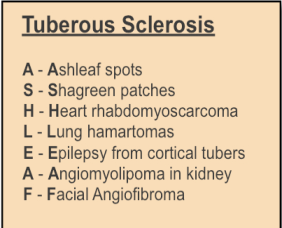 Tuberous Sclerosis
A - Ashleaf spots
S - Shagreen patches
H - Heart rhabdomyoscarcoma
L - Lung hamartomas
E - Epilepsy from cortical tubers
A - Angiomyolipoma in kidney
F - Facial Angiofibroma